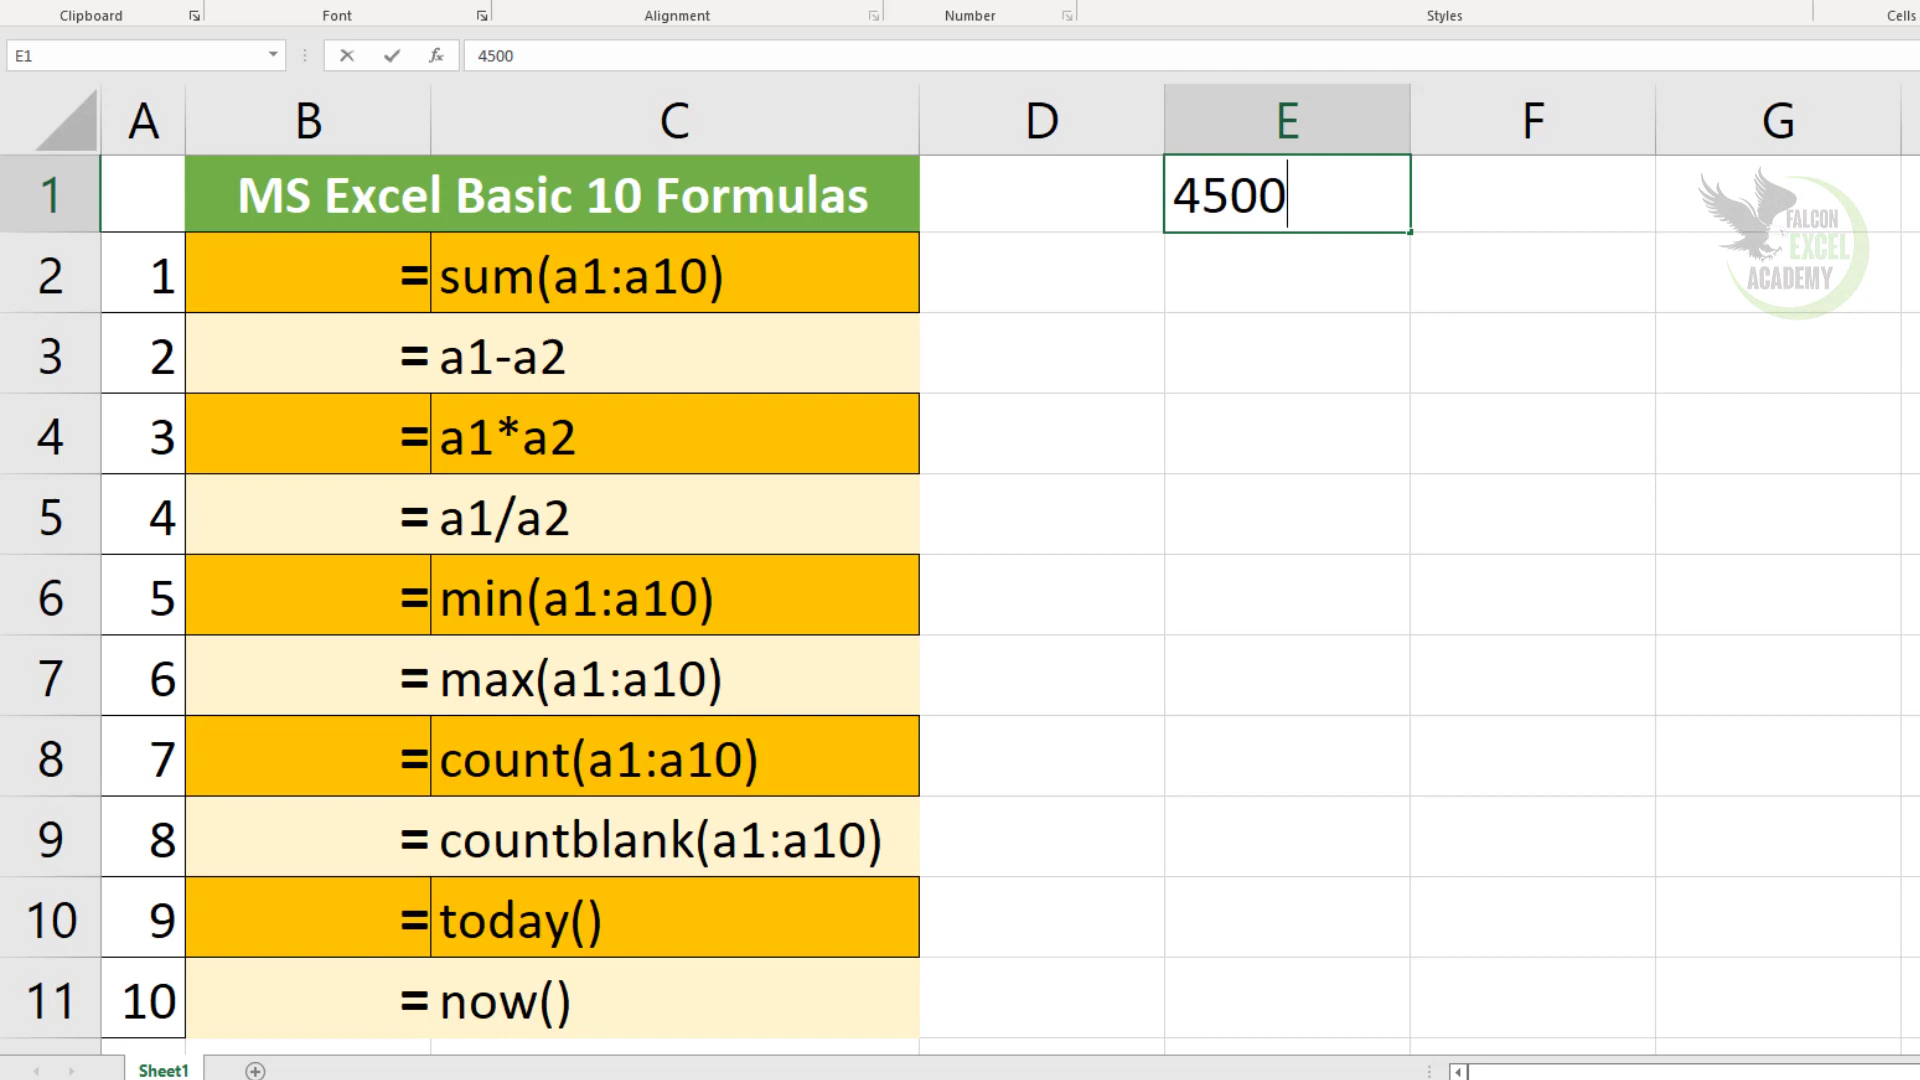 Clipboard Font Alignment Number Styles Cells
E1 fx 4500
A B C D E F G
1 MS Excel Basic 10 Formulas 4500
FALCON
EXCEL
ACADEMY
2 1 = sum(a1:a10)
3 2 = a1-a2
4 3 = a1*a2
5 4 = a1/a2
6 5 = min(a1:a10)
7 6 = max(a1:a10)
8 7 = count(a1:a10)
9 8 = countblank(a1:a10)
10 9 = today()
11 10 = now()
Sheet1